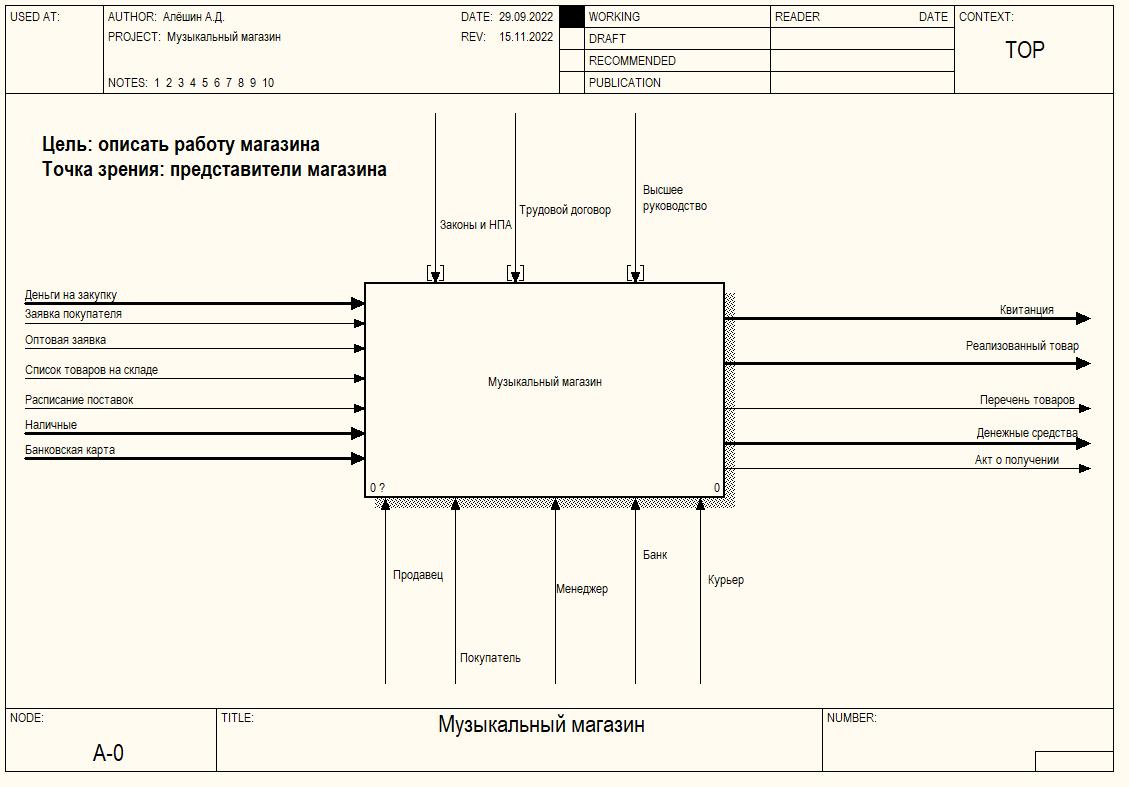 USED AT:
AUTHOR: Алёшин А.Д.
DATE: 29.09.2022
WORKING
READER
DATE
CONTEXT:
PROJECT: Музыкальный магазин
REV: 15.11.2022
DRAFT
TOP
RECOMMENDED
NOTES: 1 2 3 4 5 6 7 8 9 10
PUBLICATION
Цель: описать работу магазина
Точка зрения: представители магазина
Законы и НПА
Трудовой договор
Высшее
руководство
Деньги на закупку
Заявка покупателя
Оптовая заявка
Список товаров на складе
Расписание поставок
Наличные
Банковская карта
Музыкальный магазин
0 ?
0
Квитанция
Реализованный товар
Перечень товаров
Денежные средства
Акт о получении
Продавец
Покупатель
Менеджер
Банк
Курьер
NODE:
A-0
TITLE:
Музыкальный магазин
NUMBER: